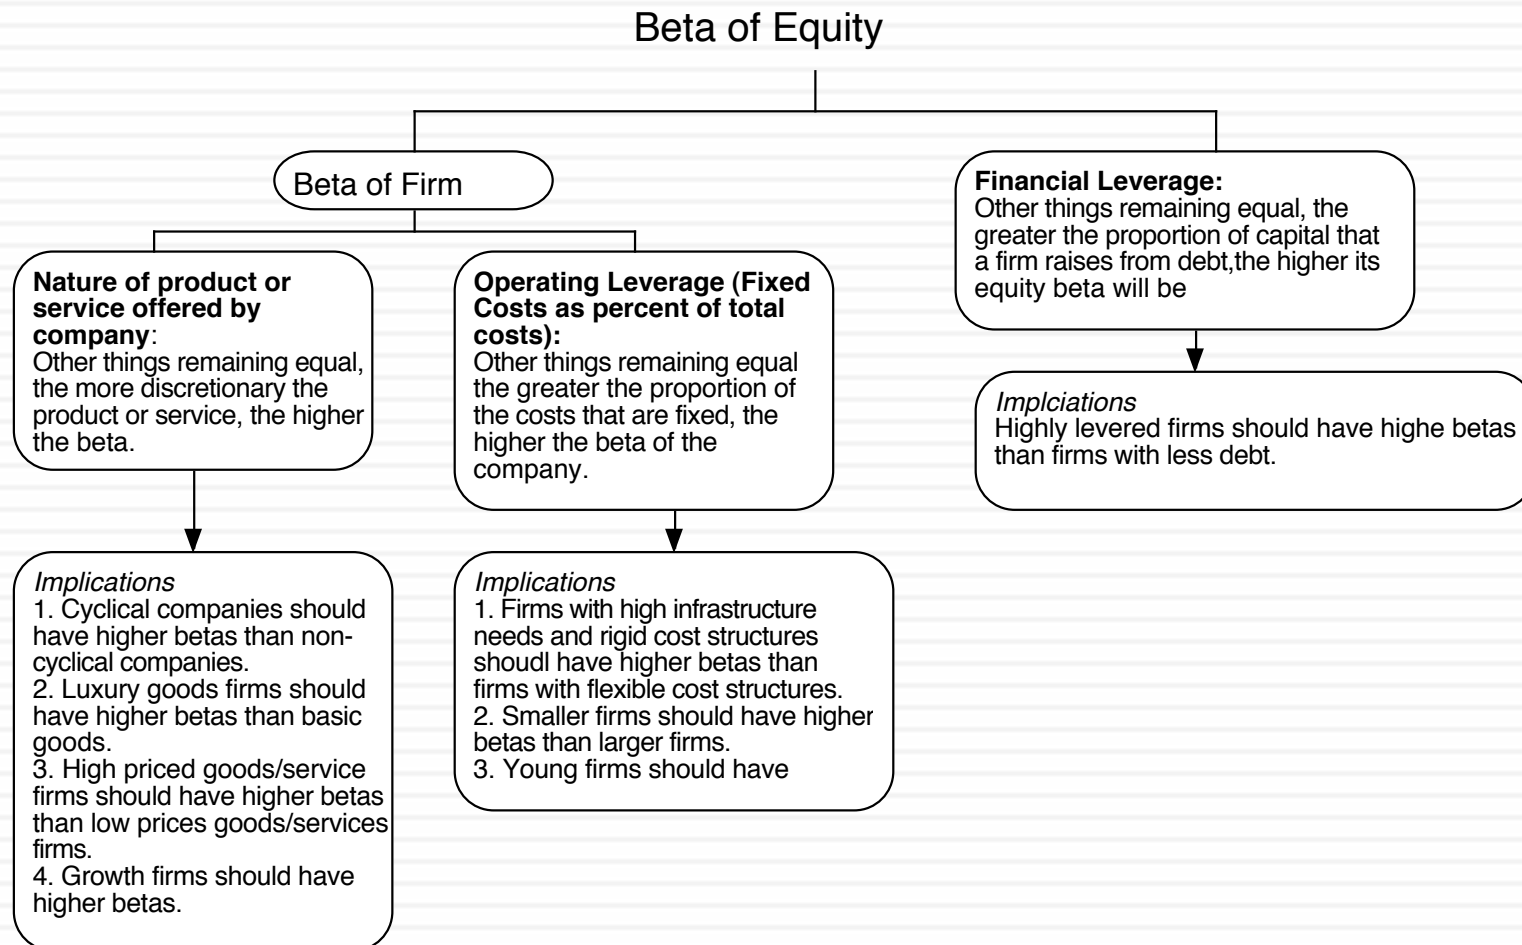 Beta of Equity
Beta of Firm
Nature of product or
service offered by
company:
Other things remaining equal,
the more discretionary the
product or service, the higher
the beta.
Operating Leverage (Fixed
Costs as percent of total
costs):
Other things remaining equal
the greater the proportion of
the costs that are fixed, the
higher the beta of the
company.
Financial Leverage:
Other things remaining equal, the
greater the proportion of capital that
a firm raises from debt,the higher its
equity beta will be
Implications
1. Cyclical companies should
have higher betas than non-
cyclical companies.
2. Luxury goods firms should
have higher betas than basic
goods.
3. High priced goods/service
firms should have higher betas
than low prices goods/services
firms.
4. Growth firms should have
higher betas.
Implications
1. Firms with high infrastructure
needs and rigid cost structures
shoudl have higher betas than
firms with flexible cost structures.
2. Smaller firms should have higher
betas than larger firms.
3. Young firms should have
Implciations
Highly levered firms should have highe betas
than firms with less debt.